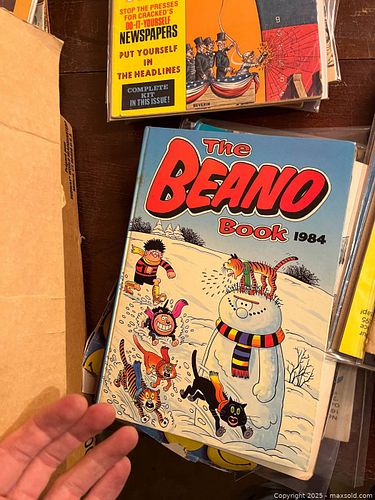 STOP THE PRESSES
FOR CRACKED'S
DO-IT-YOURSELF
NEWSPAPERS
PUT YOURSELF
IN
THE HEADLINES
COMPLETE
KIT
IN THIS ISSUE!
SEVERIN
The
BEANO
BOOK 1984
Copyright © 2025 - maxsold.com